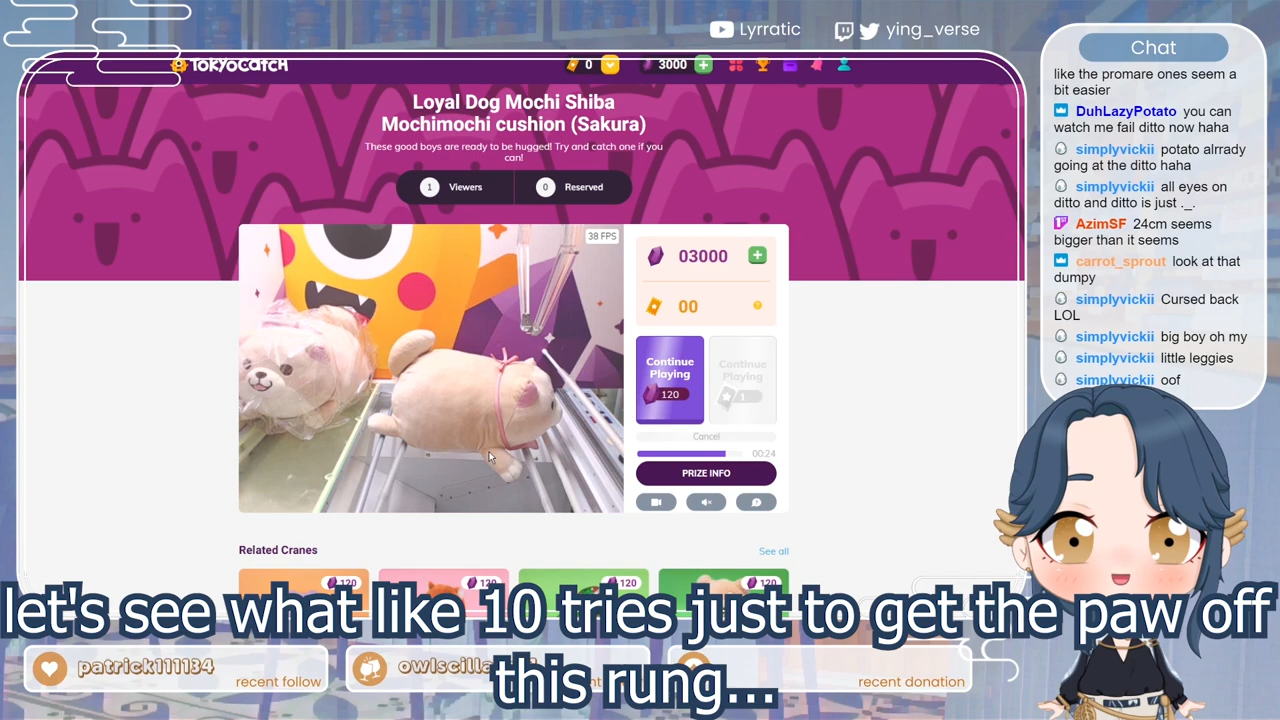 Lyrratic
ying_verse
TOKYOCATCH
0
3000
Loyal Dog Mochi Shiba
Mochimochi cushion (Sakura)
These good boys are ready to be hugged! Try and catch one if you
can!
1 Viewers
0 Reserved
38 FPS
03000
00
Continue
Playing
120
Continue
Playing
1
Cancel
00:24
PRIZE INFO
Related Cranes
See all
120
120
120
120
Chat
like the promare ones seem a
bit easier
DuhLazyPotato you can
watch me fail ditto now haha
simplyvickii potato alrrady
going at the ditto haha
simplyvickii all eyes on
ditto and ditto is just ._.
AzimSF 24cm seems
bigger than it seems
carrot_sprout look at that
dumpy
simplyvickii Cursed back
LOL
simplyvickii big boy oh my
simplyvickii little leggies
simplyvickii oof
let's see what like 10 tries just to get the paw off
this rung...
patrick111134
recent follow
recent donation